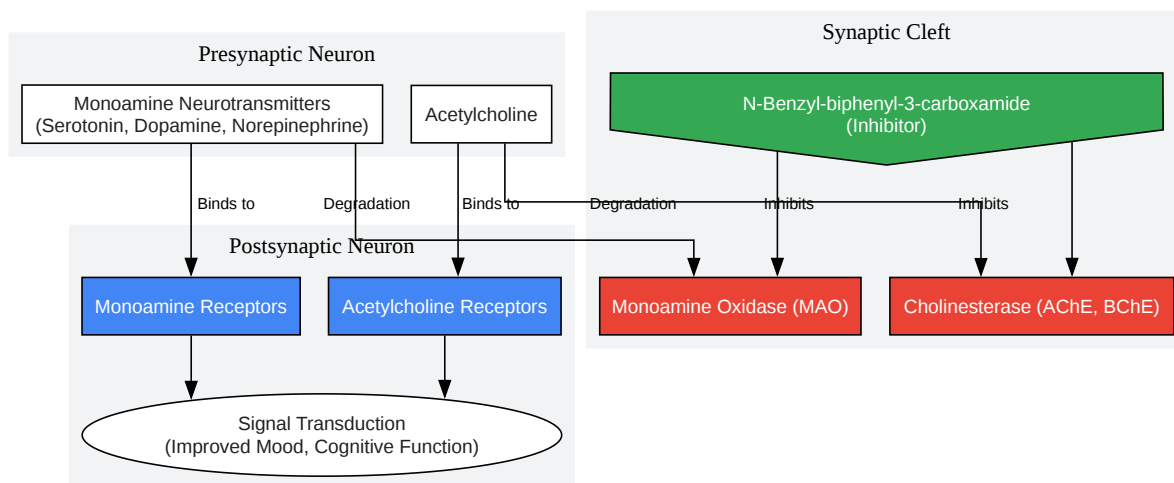 Synaptic Cleft
Presynaptic Neuron
Monoamine Neurotransmitters
(Serotonin, Dopamine, Norepinephrine)
Acetylcholine
N-Benzyl-biphenyl-3-carboxamide
(Inhibitor)
Binds to
Degradation
Binds to
Degradation
Inhibits
Inhibits
Postsynaptic Neuron
Monoamine Receptors
Acetylcholine Receptors
Monoamine Oxidase (MAO)
Cholinesterase (AChE, BChE)
Signal Transduction
(Improved Mood, Cognitive Function)